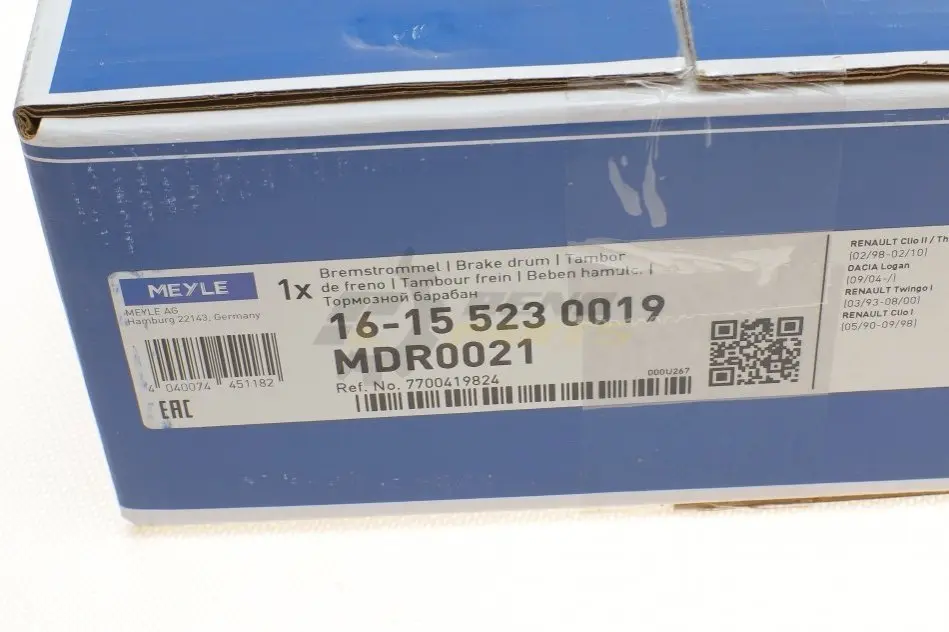 MEYLE
MEYLE AG
Hamburg 22143, Germany
4 040074 451182
EAC
1x
Bremstrommel | Brake drum | Tambor
de freno | Tambour frein | Beben hamulc. |
Тормозной барабан
16-15 523 0019
MDR0021
Ref. No. 7700419824
000U267
RENAULT Clio II / Th
(02/98-02/10)
DACIA Logan
(09/04-/)
RENAULT Twingo I
(03/93-08/00)
RENAULT Clio I
(05/90-09/98)